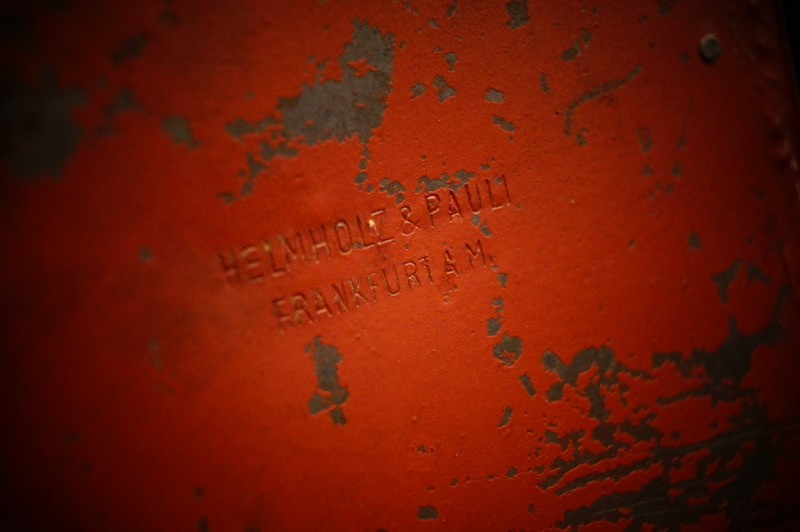 HELMHOLZ & PAULI
FRANKFURT A.M.